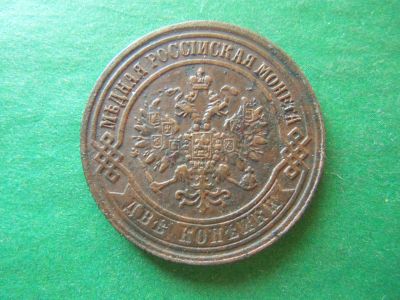 МѢДНАЯ РОССІЙСКАЯ МОНЕТА
ДВѢ КОПѢЙКИ